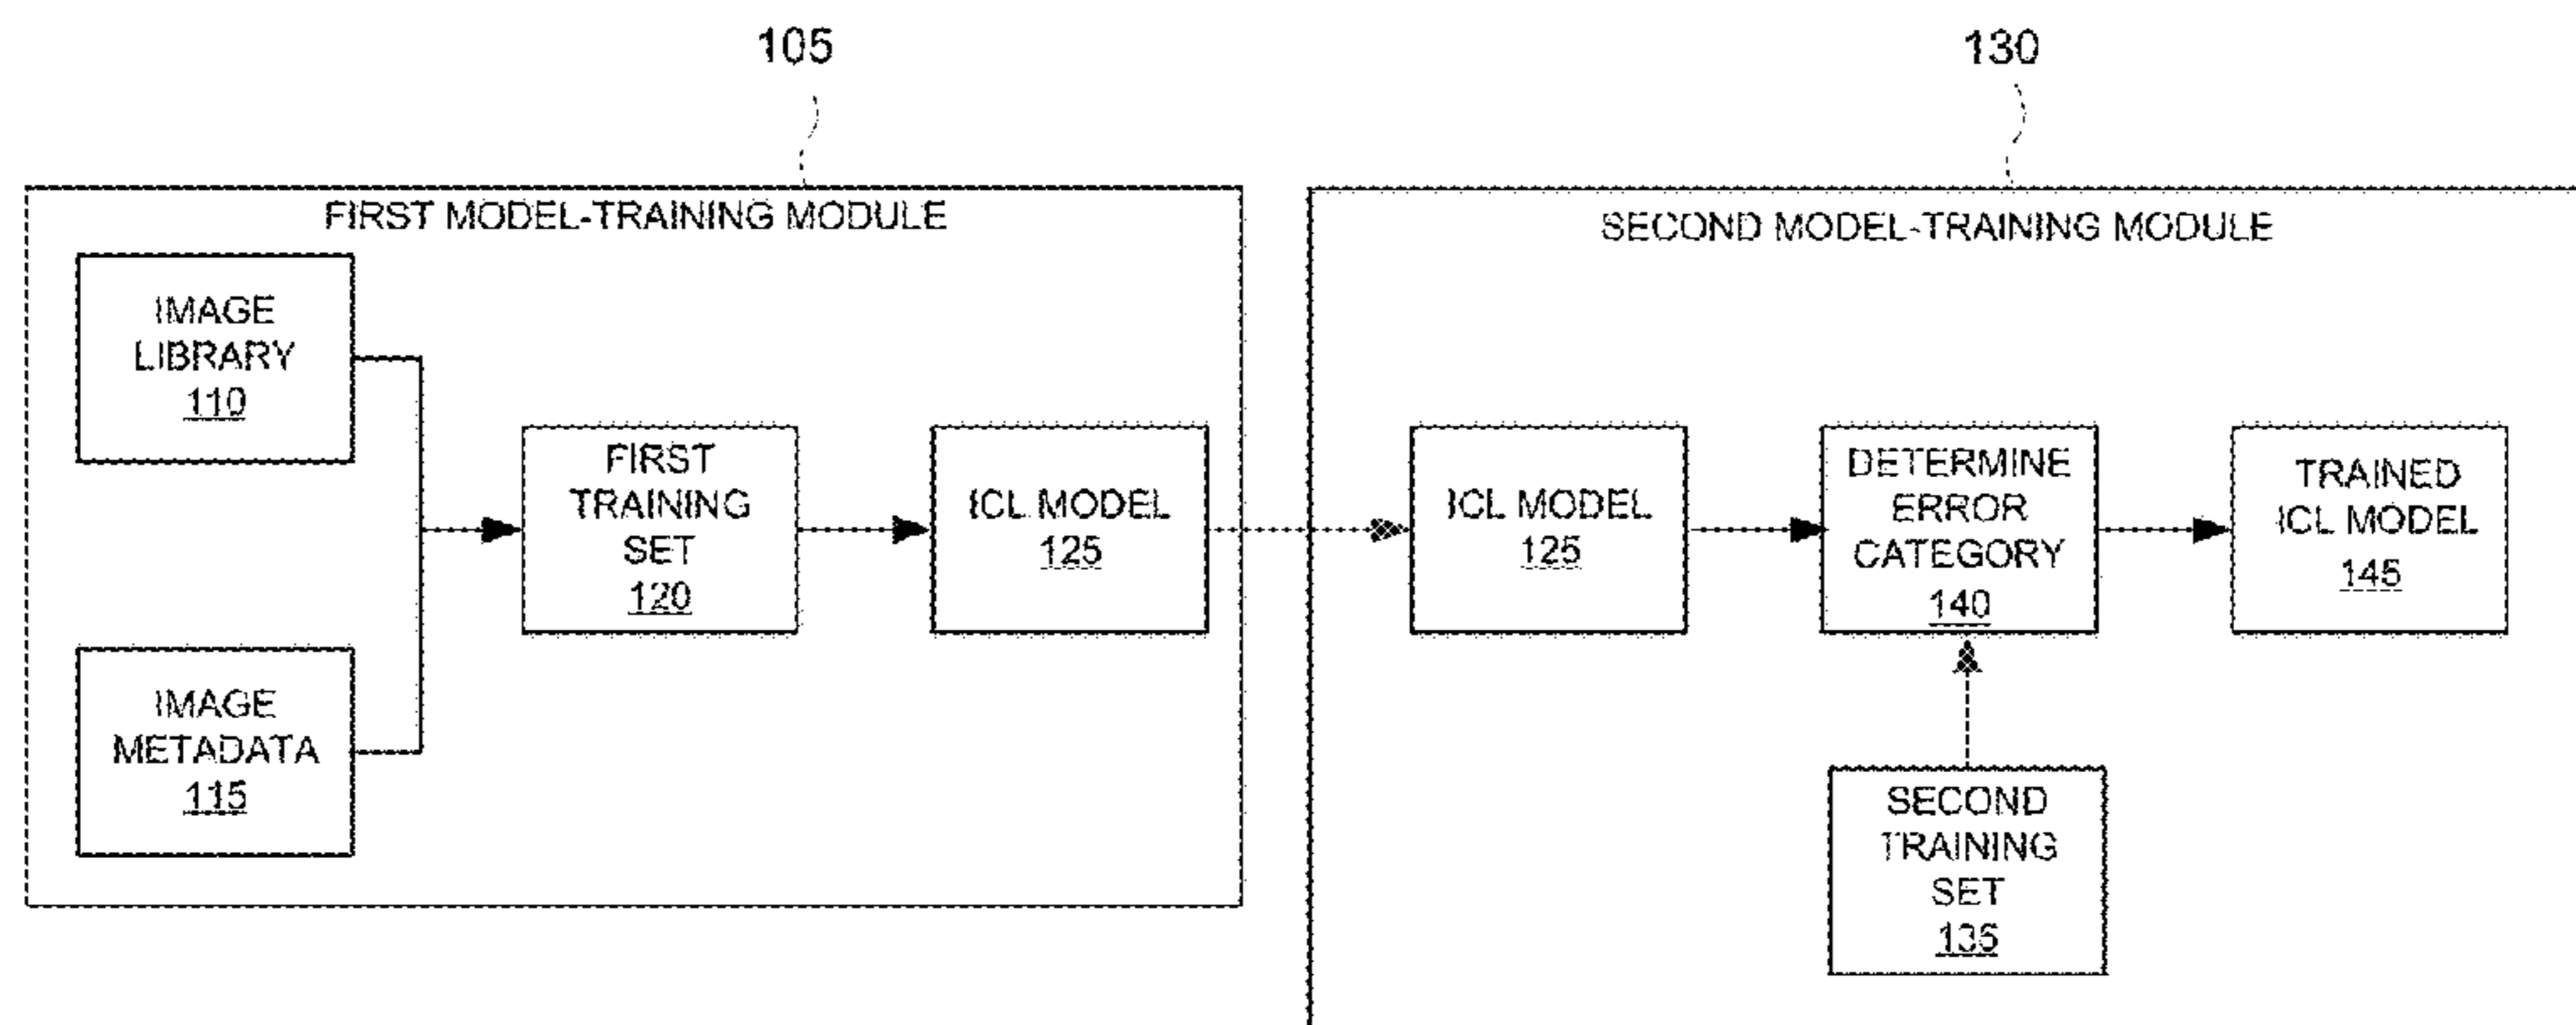 105
130
FIRST MODEL-TRAINING MODULE
IMAGE
LIBRARY
110
IMAGE
METADATA
115
FIRST
TRAINING
SET
120
ICL MODEL
125
SECOND MODEL-TRAINING MODULE
ICL MODEL
125
DETERMINE
ERROR
CATEGORY
140
TRAINED
ICL MODEL
145
SECOND
TRAINING
SET
135